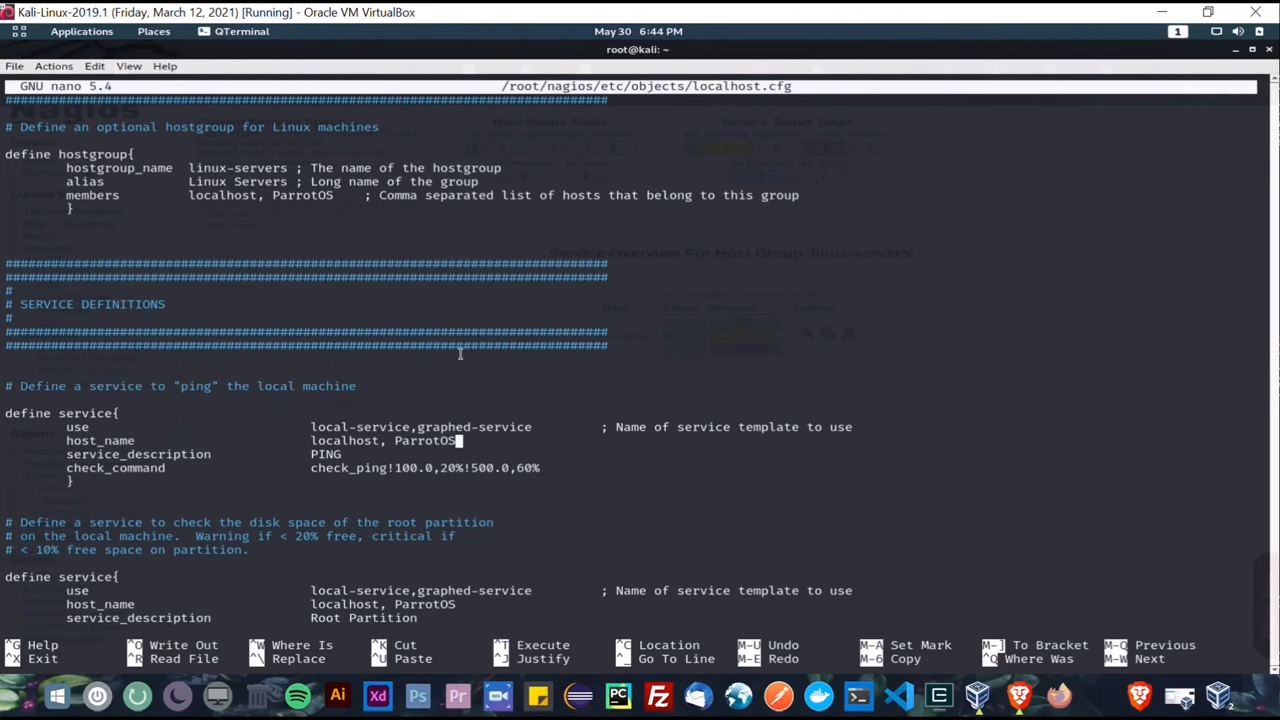 Kali-Linux-2019.1 (Friday, March 12, 2021) [Running] - Oracle VM VirtualBox
Applications Places QTerminal May 30 6:44 PM 1
root@kali: ~
File Actions Edit View Help
GNU nano 5.4 /root/nagios/etc/objects/localhost.cfg
###############################################################################
# Define an optional hostgroup for Linux machines
define hostgroup{
hostgroup_name linux-servers ; The name of the hostgroup
alias Linux Servers ; Long name of the group
members localhost, ParrotOS ; Comma separated list of hosts that belong to this group
}
Service Overview For Host Group 'linux-servers'
###############################################################################
###############################################################################
#
# SERVICE DEFINITIONS
#
###############################################################################
###############################################################################
# Define a service to "ping" the local machine
define service{
use local-service,graphed-service ; Name of service template to use
host_name localhost, ParrotOS
service_description PING
check_command check_ping!100.0,20%!500.0,60%
}
# Define a service to check the disk space of the root partition
# on the local machine. Warning if < 20% free, critical if
# < 10% free space on partition.
define service{
use local-service,graphed-service ; Name of service template to use
host_name localhost, ParrotOS
service_description Root Partition
^G Help ^O Write Out ^W Where Is ^K Cut ^T Execute ^C Location M-U Undo M-A Set Mark M-] To Bracket M-Q Previous
^X Exit ^R Read File ^\ Replace ^U Paste ^J Justify ^_ Go To Line M-E Redo M-6 Copy ^Q Where Was M-W Next